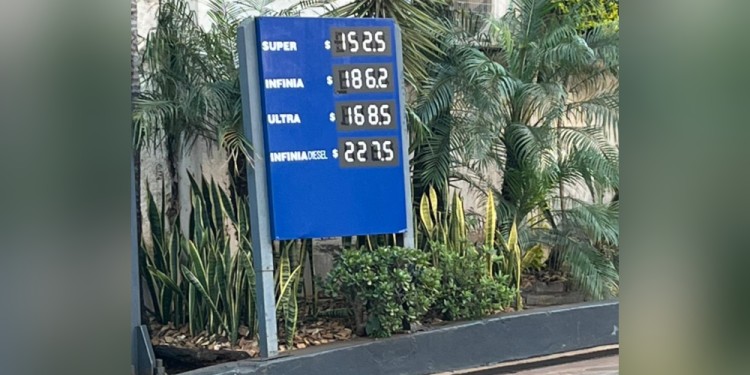 SUPER $ 152.5
INFINIA $ 186.2
ULTRA $ 168.5
INFINIA DIESEL $ 227.5